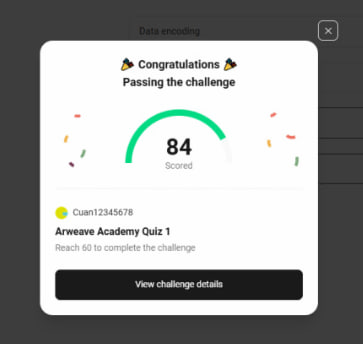 Data encoding
Congratulations
Passing the challenge
84
Scored
Cuan12345678
Arweave Academy Quiz 1
Reach 60 to complete the challenge
View challenge details